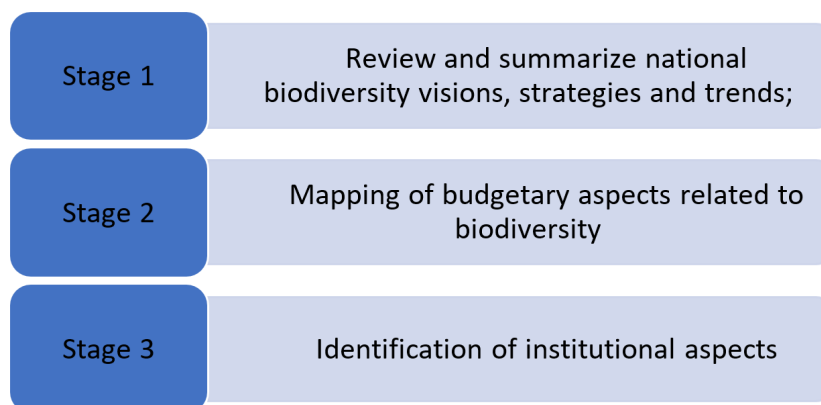 Stage 1
Review and summarize national
biodiversity visions, strategies and trends;
Stage 2
Mapping of budgetary aspects related to
biodiversity
Stage 3
Identification of institutional aspects